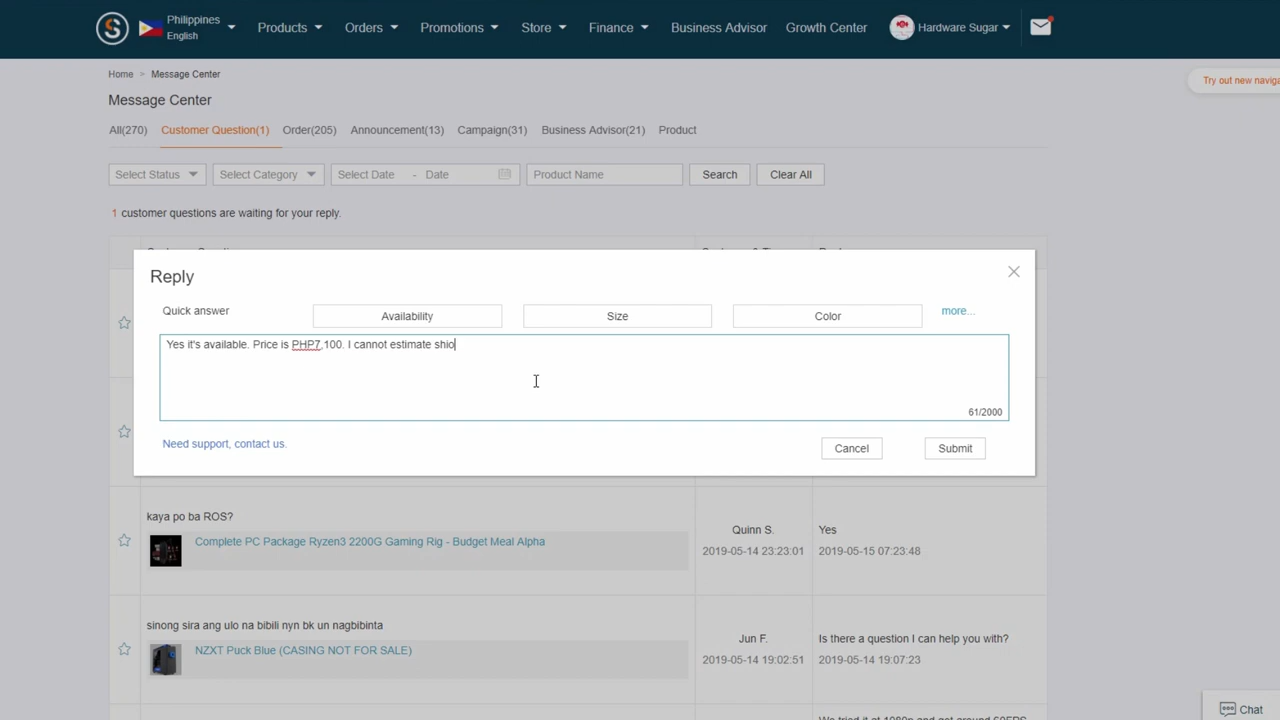 S
Philippines
English
Products
Orders
Promotions
Store
Finance
Business Advisor
Growth Center
Hardware Sugar
Home > Message Center
Try out new naviga
Message Center
All(270)
Customer Question(1)
Order(205)
Announcement(13)
Campaign(31)
Business Advisor(21)
Product
Select Status
Select Category
Select Date - Date
Product Name
Search
Clear All
1 customer questions are waiting for your reply.
Reply
Quick answer
Availability
Size
Color
more...
Yes it's available. Price is PHP7,100. I cannot estimate shio
61/2000
Need support, contact us.
Cancel
Submit
kaya po ba ROS?
Complete PC Package Ryzen3 2200G Gaming Rig - Budget Meal Alpha
Quinn S.
2019-05-14 23:23:01
Yes
2019-05-15 07:23:48
sinong sira ang ulo na bibili nyn bk un nagbibinta
NZXT Puck Blue (CASING NOT FOR SALE)
Jun F.
2019-05-14 19:02:51
Is there a question I can help you with?
2019-05-14 19:07:23
Chat